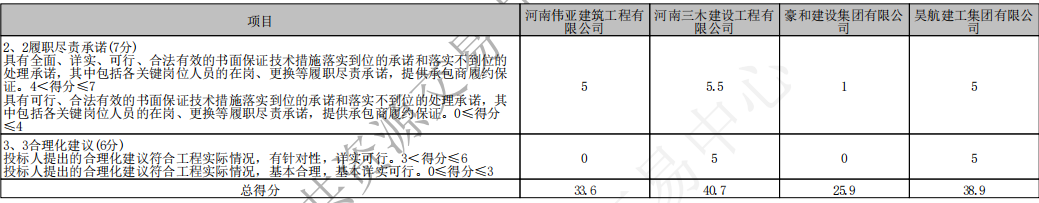 项目 河南伟亚建筑工程有限公司 河南三木建设工程有限公司 豪和建设集团有限公司 昊航建工集团有限公司
2、2履职尽责承诺(7分)
具有全面、详实、可行、合法有效的书面保证技术措施落实到位的承诺和落实不到位的
处理承诺，其中包括各关键岗位人员的在岗、更换等履职尽责承诺，提供承包商履约保
证。4<得分≤7
具有可行、合法有效的书面保证技术措施落实到位的承诺和落实不到位的处理承诺，其
中包括各关键岗位人员的在岗、更换等履职尽责承诺，提供承包商履约保证。0≤得分
≤4
5 5.5 1 5
3、3合理化建议(6分)
投标人提出的合理化建议符合工程实际情况，有针对性，详实可行。3<得分≤6
投标人提出的合理化建议符合工程实际情况，基本合理，基本详实可行。0≤得分≤3
0 5 0 5
总得分 33.6 40.7 25.9 38.9
共资源交易
易中心